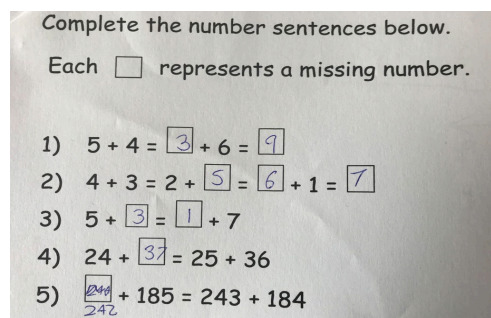 Complete the number sentences below.
Each □ represents a missing number.
1) 5 + 4 = 3 + 6 = 9
2) 4 + 3 = 2 + 5 = 6 + 1 = 7
3) 5 + 3 = 1 + 7
4) 24 + 37 = 25 + 36
5) + 185 = 243 + 184
242